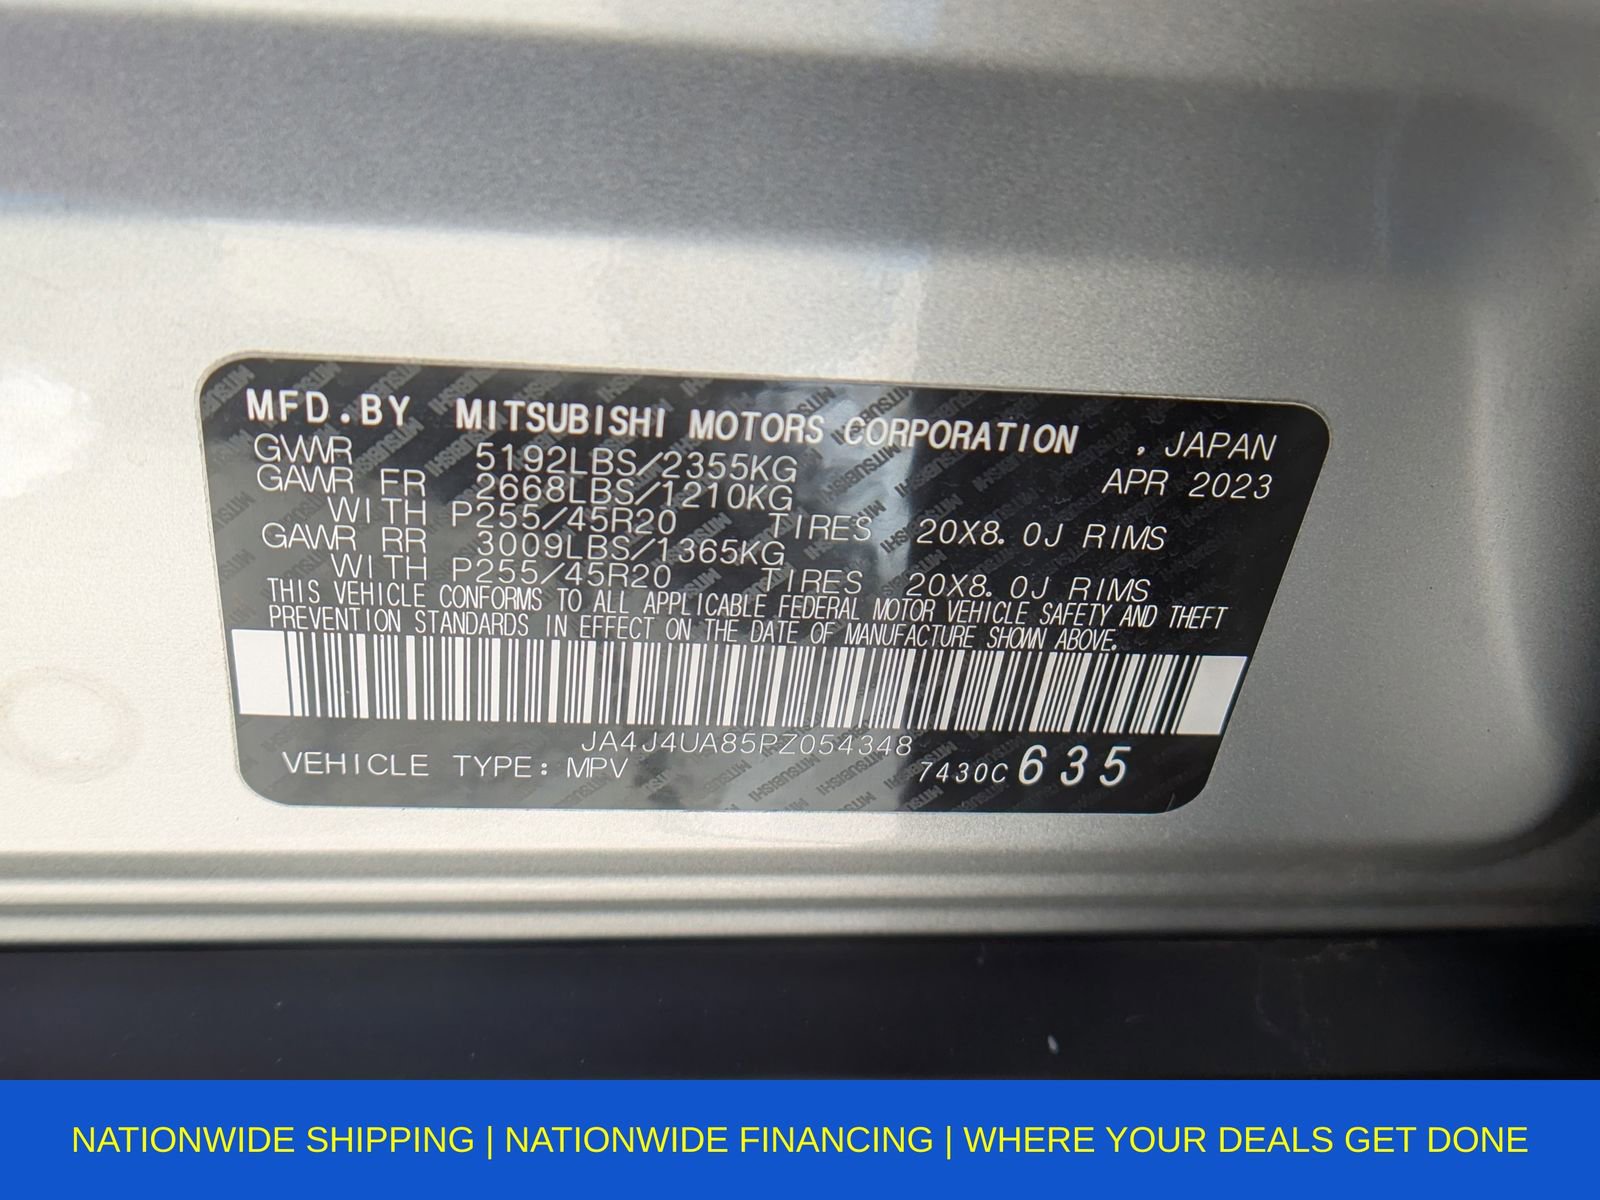 MFD.BY MITSUBISHI MOTORS CORPORATION , JAPAN
GVWR 5192LBS/2355KG APR 2023
GAWR FR 2668LBS/1210KG
WITH P255/45R20 TIRES 20X8.0J RIMS
GAWR RR 3009LBS/1365KG
WITH P255/45R20 TIRES 20X8.0J RIMS
THIS VEHICLE CONFORMS TO ALL APPLICABLE FEDERAL MOTOR VEHICLE SAFETY AND THEFT
PREVENTION STANDARDS IN EFFECT ON THE DATE OF MANUFACTURE SHOWN ABOVE.
JA4J4UA85PZ054348
VEHICLE TYPE: MPV 7430C 635
NATIONWIDE SHIPPING | NATIONWIDE FINANCING | WHERE YOUR DEALS GET DONE